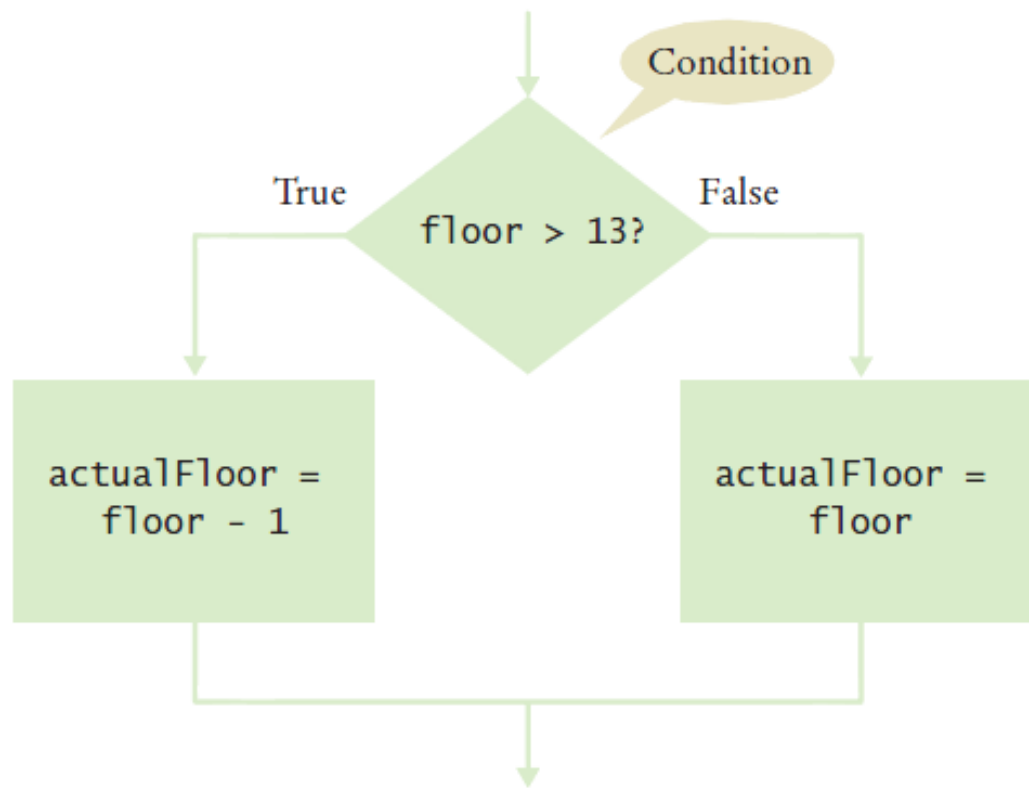 Condition
True
False
floor > 13?
actualFloor =
floor - 1
actualFloor =
floor